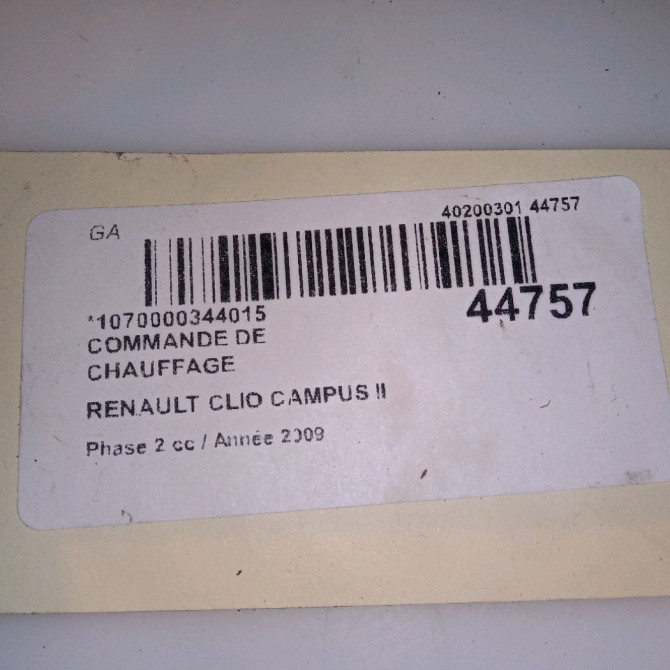 GA
40200301 44757
*1070000344015
44757
COMMANDE DE
CHAUFFAGE
RENAULT CLIO CAMPUS II
Phase 2 cc / Année 2009